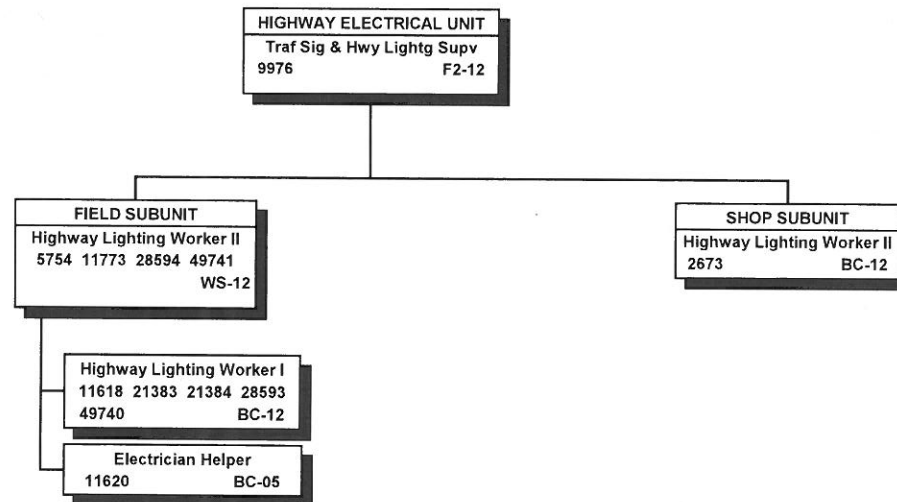 HIGHWAY ELECTRICAL UNIT
Traf Sig & Hwy Lightg Supv
9976 F2-12
FIELD SUBUNIT
Highway Lighting Worker II
5754 11773 28594 49741
WS-12
SHOP SUBUNIT
Highway Lighting Worker II
2673 BC-12
Highway Lighting Worker I
11618 21383 21384 28593
49740 BC-12
Electrician Helper
11620 BC-05